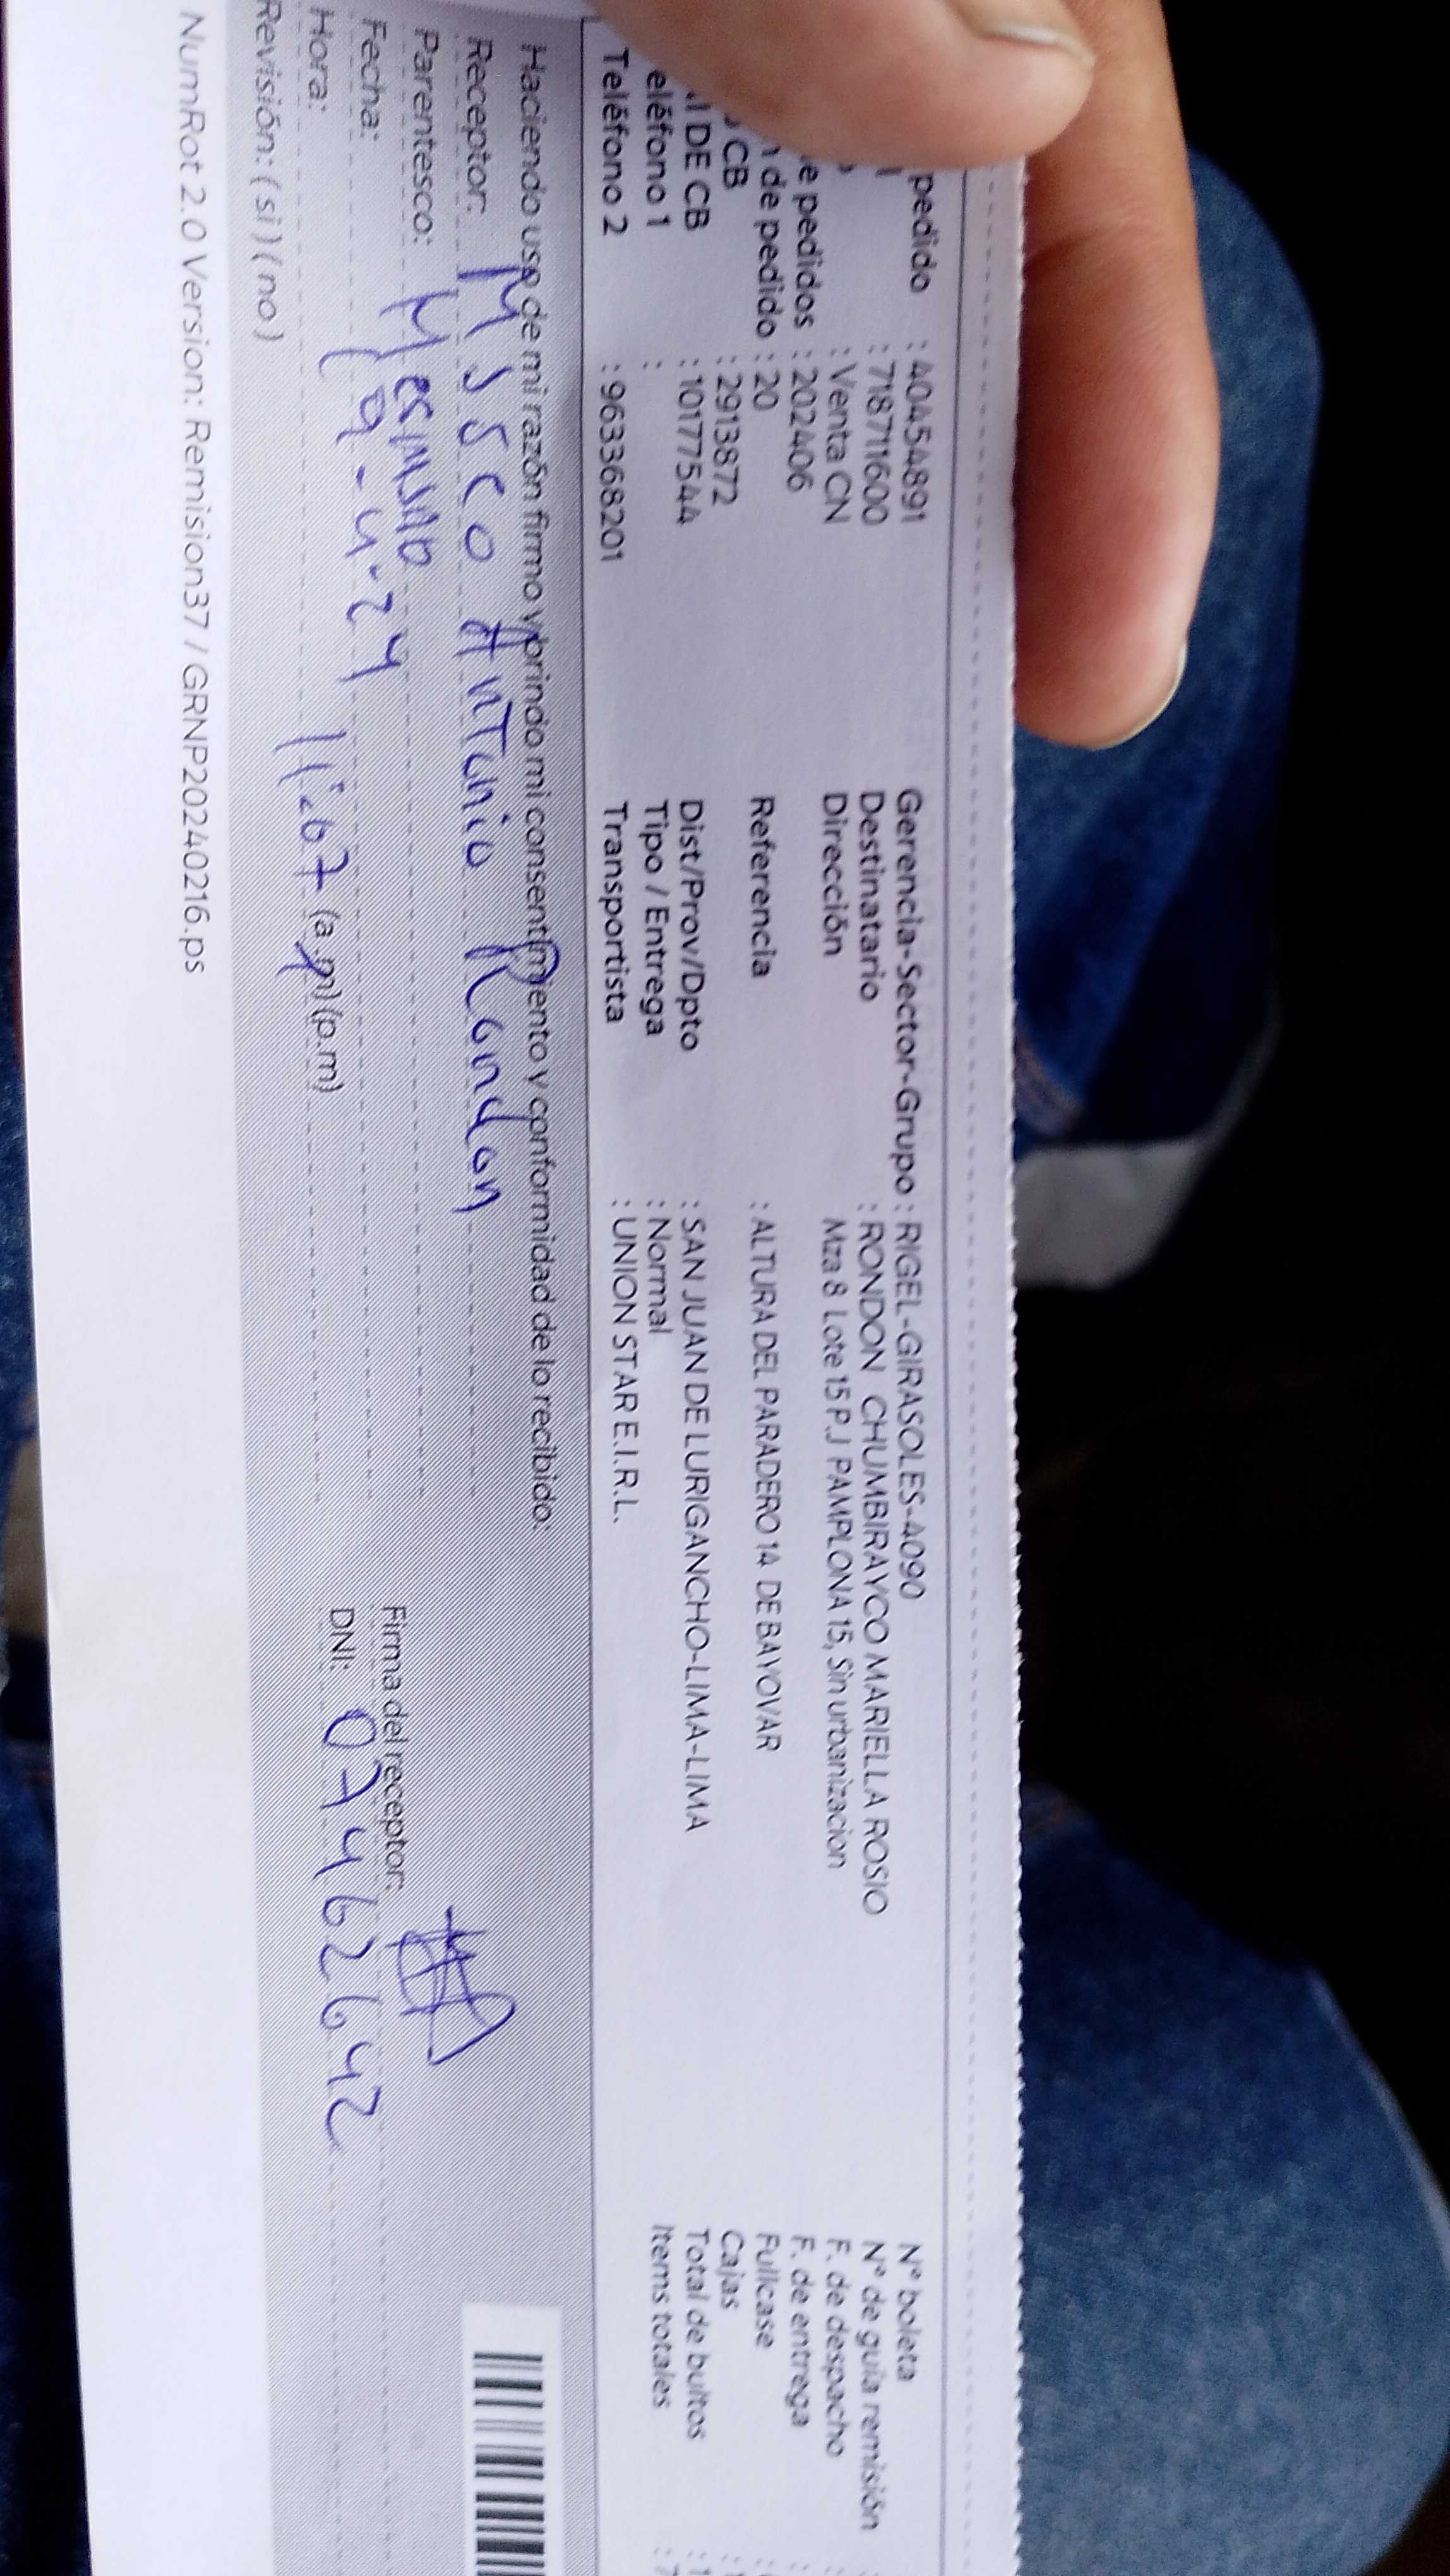 pedido : 40454891
: 718711600
: Venta CN
e pedidos : 202406
n de pedido : 20
CB : 2913872
DE CB : 10177544
eléfono 1 :
Teléfono 2 : 963368201
Gerencia-Sector-Grupo : RIGEL-GIRASOLES-4090
Destinatario : RONDON CHUMBIRAYCO MARIELLA ROSIO
Dirección Mza 8 Lote 15 P.J PAMPLONA 15, Sin urbanizacion
Referencia : ALTURA DEL PARADERO 14 DE BAYOVAR
Dist/Prov/Dpto : SAN JUAN DE LURIGANCHO-LIMA-LIMA
Tipo / Entrega : Normal
Transportista : UNION STAR E.I.R.L.
N° boleta
N° de guía remisión :
F. de despacho :
F. de entrega :
Fullcase :
Cajas :
Total de bultos : 1
Items totales : 7
Haciendo uso de mi razón firmo y brindo mi consentimiento y conformidad de lo recibido:
Receptor: Antonio Rondon
Parentesco:
Fecha: 19-4-24
Hora: 11:07 (a.m) (p.m)
Revisión: ( si ) ( no )
Firma del receptor:
DNI: 07462642
NumRot 2.0 Version: Remision37 / GRNP20240216.ps